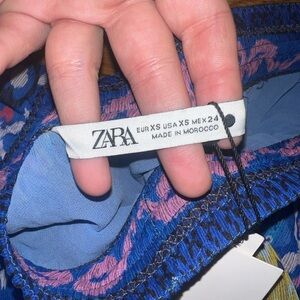 ZARA
EUR XS USA XS MEX 24
MADE IN MOROCCO